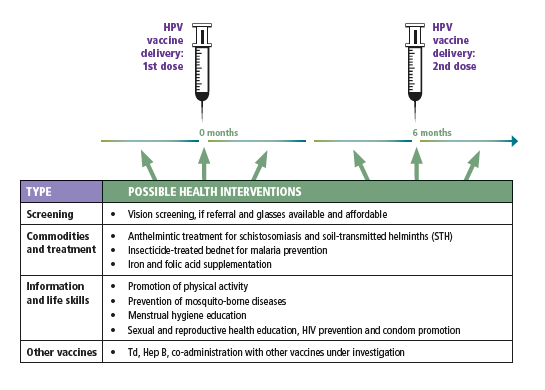 HPV
vaccine
delivery:
1st dose
HPV
vaccine
delivery:
2nd dose
0 months
6 months
TYPE
POSSIBLE HEALTH INTERVENTIONS
Screening
• Vision screening, if referral and glasses available and affordable
Commodities
and treatment
• Anthelmintic treatment for schistosomiasis and soil-transmitted helminths (STH)
• Insecticide-treated bednet for malaria prevention
• Iron and folic acid supplementation
Information
and life skills
• Promotion of physical activity
• Prevention of mosquito-borne diseases
• Menstrual hygiene education
• Sexual and reproductive health education, HIV prevention and condom promotion
Other vaccines
• Td, Hep B, co-administration with other vaccines under investigation